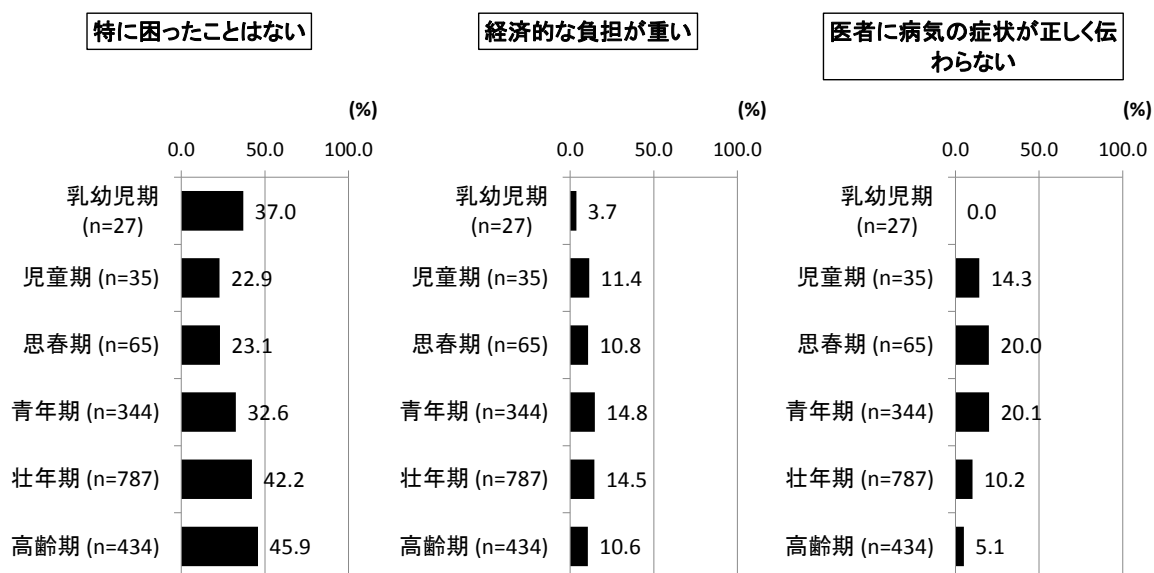 特に困ったことはない
(%)
0.0 50.0 100.0
乳幼児期
(n=27)
37.0
児童期 (n=35)
22.9
思春期 (n=65)
23.1
青年期 (n=344)
32.6
壮年期 (n=787)
42.2
高齢期 (n=434)
45.9
経済的な負担が重い
(%)
0.0 50.0 100.0
乳幼児期
(n=27)
3.7
児童期 (n=35)
11.4
思春期 (n=65)
10.8
青年期 (n=344)
14.8
壮年期 (n=787)
14.5
高齢期 (n=434)
10.6
医者に病気の症状が正しく伝
わらない
(%)
0.0 50.0 100.0
乳幼児期
(n=27)
0.0
児童期 (n=35)
14.3
思春期 (n=65)
20.0
青年期 (n=344)
20.1
壮年期 (n=787)
10.2
高齢期 (n=434)
5.1